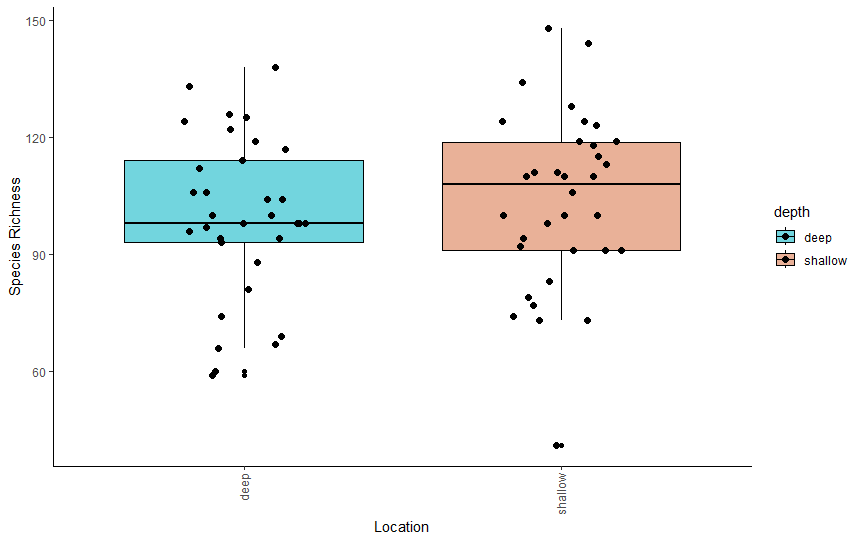 Species Richness
150
120
90
60
deep
shallow
Location
depth
deep
shallow